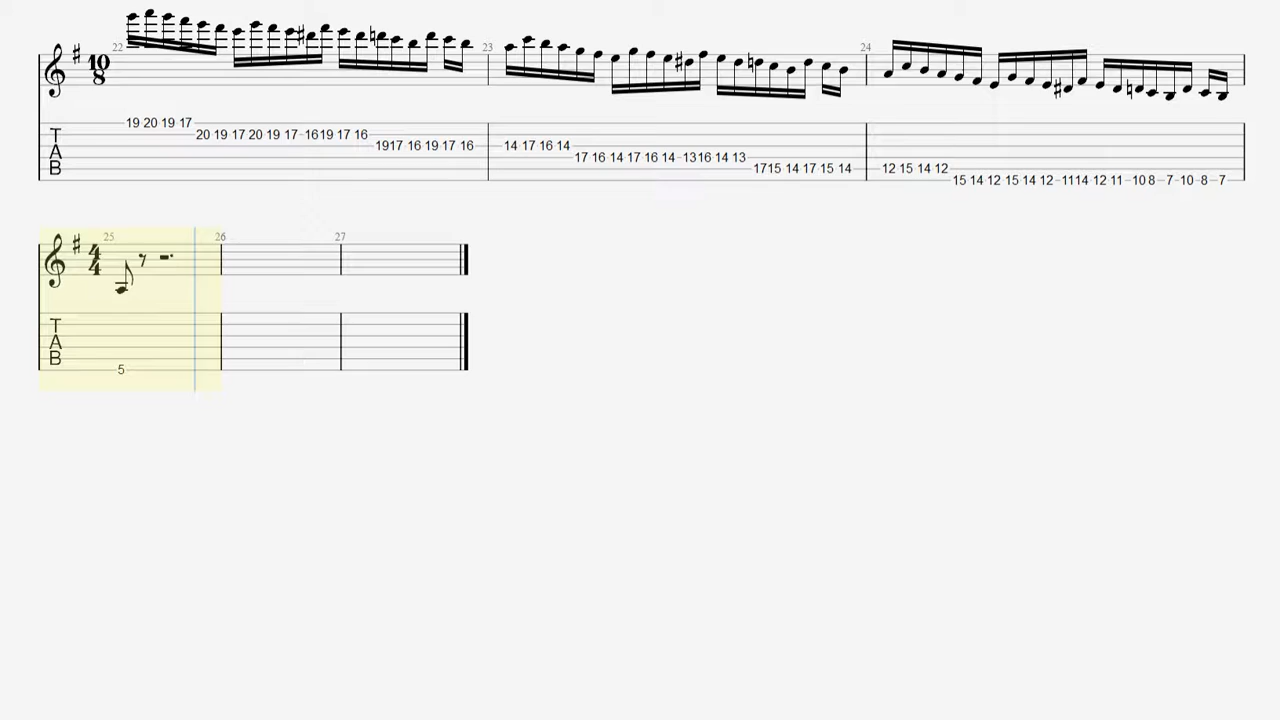 22 23 24
10
8
19 20 19 17
T 20 19 17 20 19 17 16 19 17 16
A 19 17 16 19 17 16 14 17 16 14
17 16 14 17 16 14 13 16 14 13
B 17 15 14 17 15 14 12 15 14 12
15 14 12 15 14 12 11 14 12 11 10 8 7 10 8 7
25 26 27
4
4
T
A
B
5